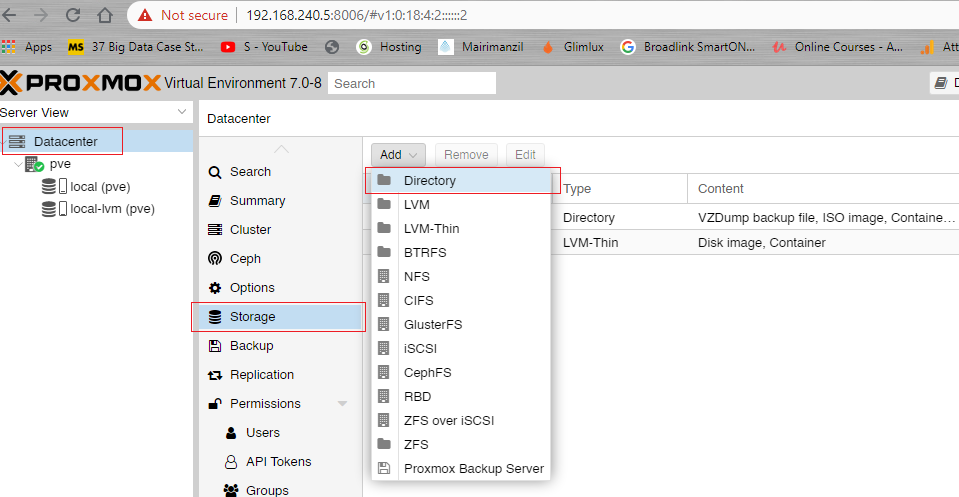 Not secure | 192.168.240.5:8006/#v1:0:18:4:2::::::2
Apps MS 37 Big Data Case St... S - YouTube Hosting Mairimanzil Glimlux Broadlink SmartON... Online Courses - A... Att
PROXMOX Virtual Environment 7.0-8 Search D
Server View
Datacenter
pve
local (pve)
local-lvm (pve)
Datacenter
Search
Summary
Cluster
Ceph
Options
Storage
Backup
Replication
Permissions
Users
API Tokens
Groups
Add Remove Edit
Directory
LVM
LVM-Thin
BTRFS
NFS
CIFS
GlusterFS
iSCSI
CephFS
RBD
ZFS over iSCSI
ZFS
Proxmox Backup Server
Type Content
Directory VZDump backup file, ISO image, Containe...
LVM-Thin Disk image, Container